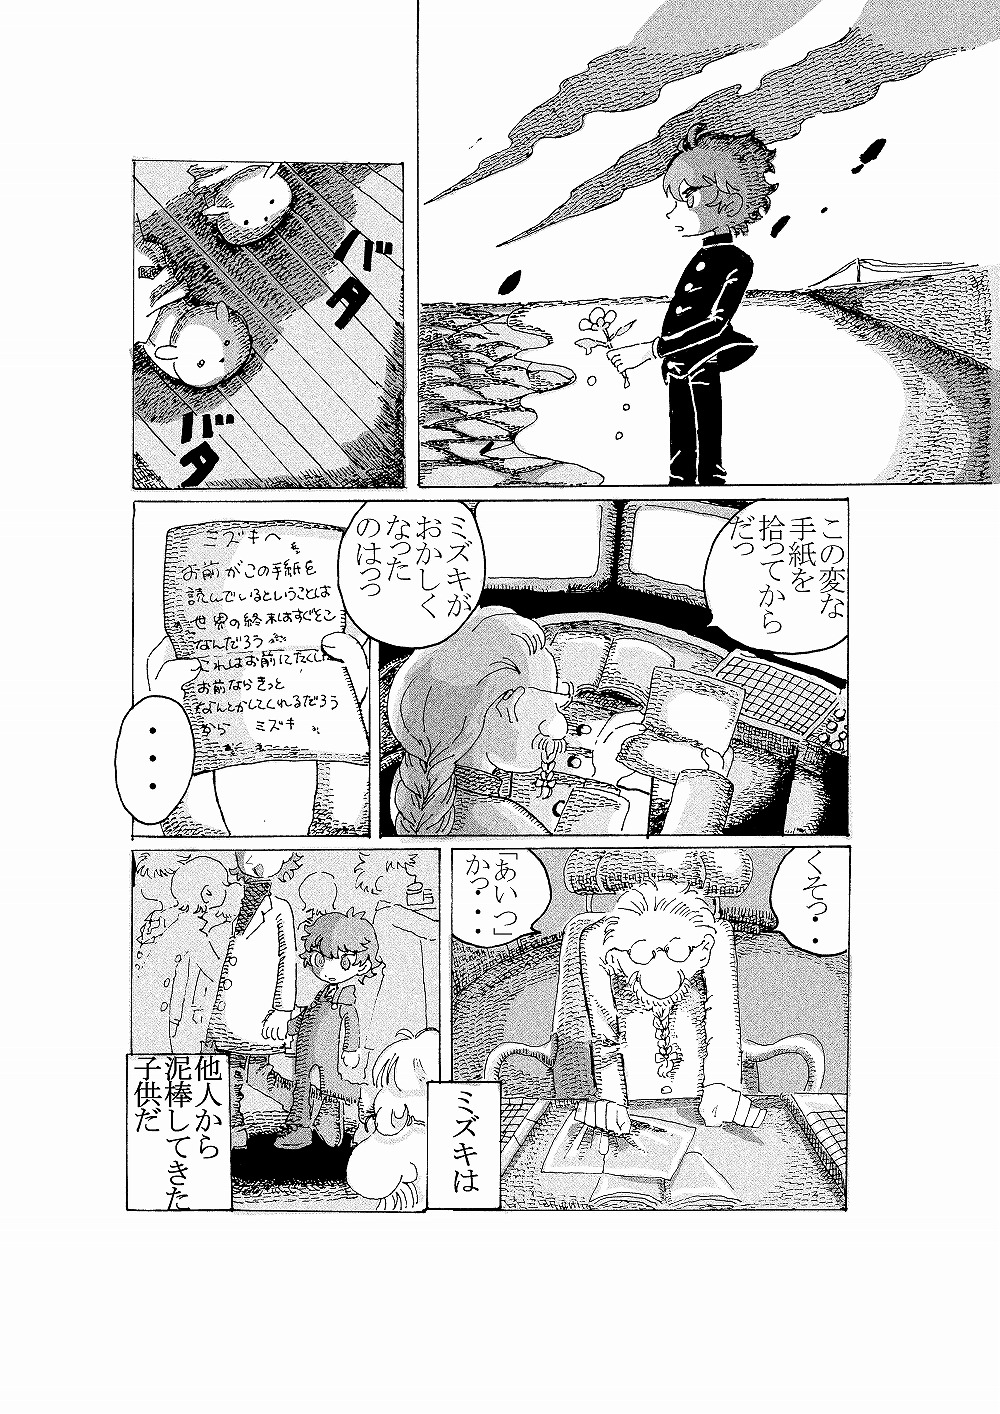 バタ
バタ
この変な
手紙を
拾ってから
だっ
ミズキが
おかしく
なった
のはっっ
ミズキへ
お前がこの手紙を
読んでいるということは
世界の終末はすぐそこ
なんだろう
これはお前にたくした
お前ならきっと
なんとかしてくれるだろう
から ミズキ
・・・
くそっ・・
「あいつ」
かっ・・・
ミズキは
他人から
泥棒してきた
子供だ